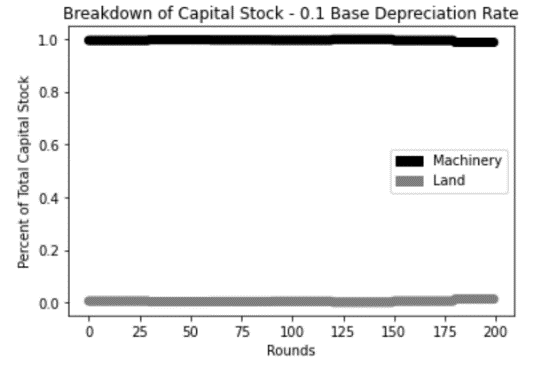 Breakdown of Capital Stock - 0.1 Base Depreciation Rate
Percent of Total Capital Stock
1.0
0.8
0.6
0.4
0.2
0.0
Machinery
Land
0 25 50 75 100 125 150 175 200
Rounds